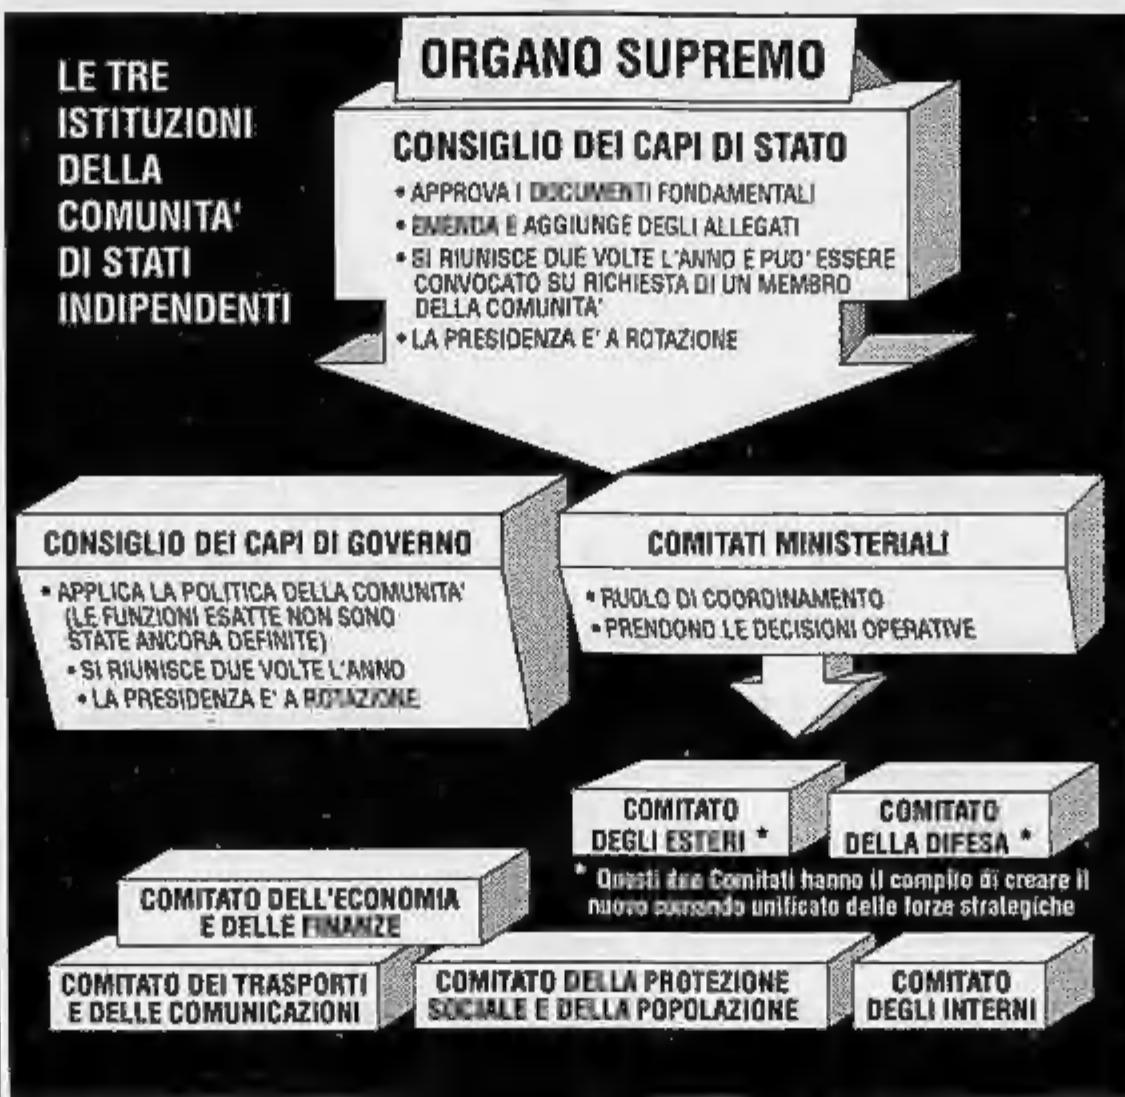 LE TRE
ISTITUZIONI
DELLA
COMUNITA'
DI STATI
INDIPENDENTI
ORGANO SUPREMO
CONSIGLIO DEI CAPI DI STATO
• APPROVA I DOCUMENTI FONDAMENTALI
• EMENDA E AGGIUNGE DEGLI ALLEGATI
• SI RIUNISCE DUE VOLTE L'ANNO E PUO' ESSERE
CONVOCATO SU RICHIESTA DI UN MEMBRO
DELLA COMUNITA'
• LA PRESIDENZA E' A ROTAZIONE
CONSIGLIO DEI CAPI DI GOVERNO
• APPLICA LA POLITICA DELLA COMUNITA'
(LE FUNZIONI ESATTE NON SONO
STATE ANCORA DEFINITE)
• SI RIUNISCE DUE VOLTE L'ANNO
• LA PRESIDENZA E' A ROTAZIONE
COMITATI MINISTERIALI
• RUOLO DI COORDINAMENTO
• PRENDONO LE DECISIONI OPERATIVE
COMITATO
DEGLI ESTERI *
COMITATO
DELLA DIFESA *
* Questi due Comitati hanno il compito di creare il
nuovo comando unificato delle forze strategiche
COMITATO DELL'ECONOMIA
E DELLE FINANZE
COMITATO DEI TRASPORTI
E DELLE COMUNICAZIONI
COMITATO DELLA PROTEZIONE
SOCIALE E DELLA POPOLAZIONE
COMITATO
DEGLI INTERNI